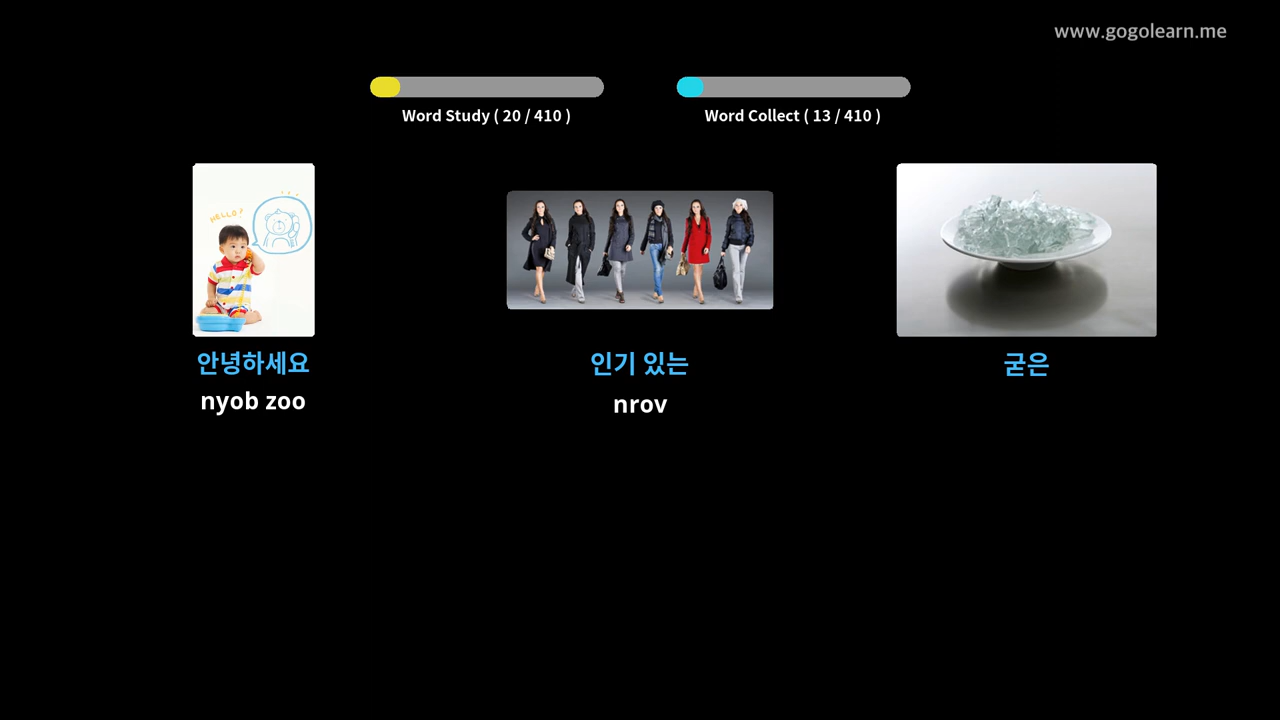 www.gogolearn.me
Word Study ( 20 / 410 )
Word Collect ( 13 / 410 )
HELLO?
안녕하세요
nyob zoo
인기 있는
nrov
굳은